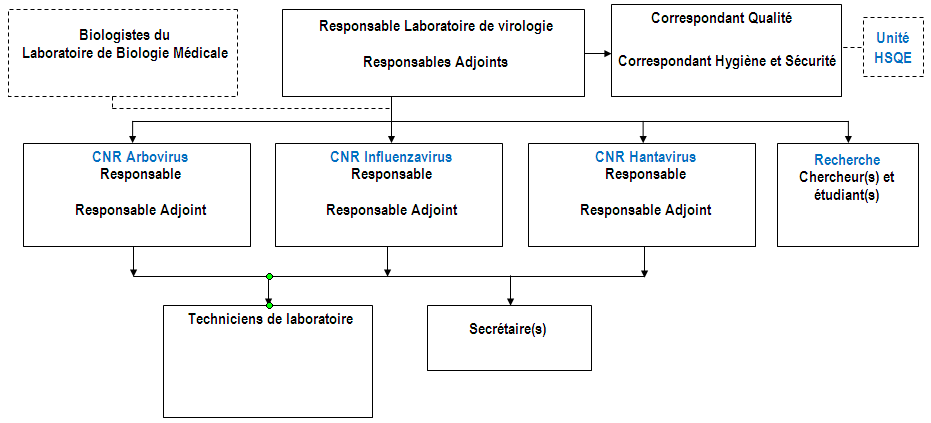 Biologistes du
Laboratoire de Biologie Médicale
Responsable Laboratoire de virologie
Responsables Adjoints
Correspondant Qualité
Correspondant Hygiène et Sécurité
Unité
HSQE
CNR Arbovirus
Responsable
Responsable Adjoint
CNR Influenzavirus
Responsable
Responsable Adjoint
CNR Hantavirus
Responsable
Responsable Adjoint
Recherche
Chercheur(s) et
étudiant(s)
Techniciens de laboratoire
Secrétaire(s)